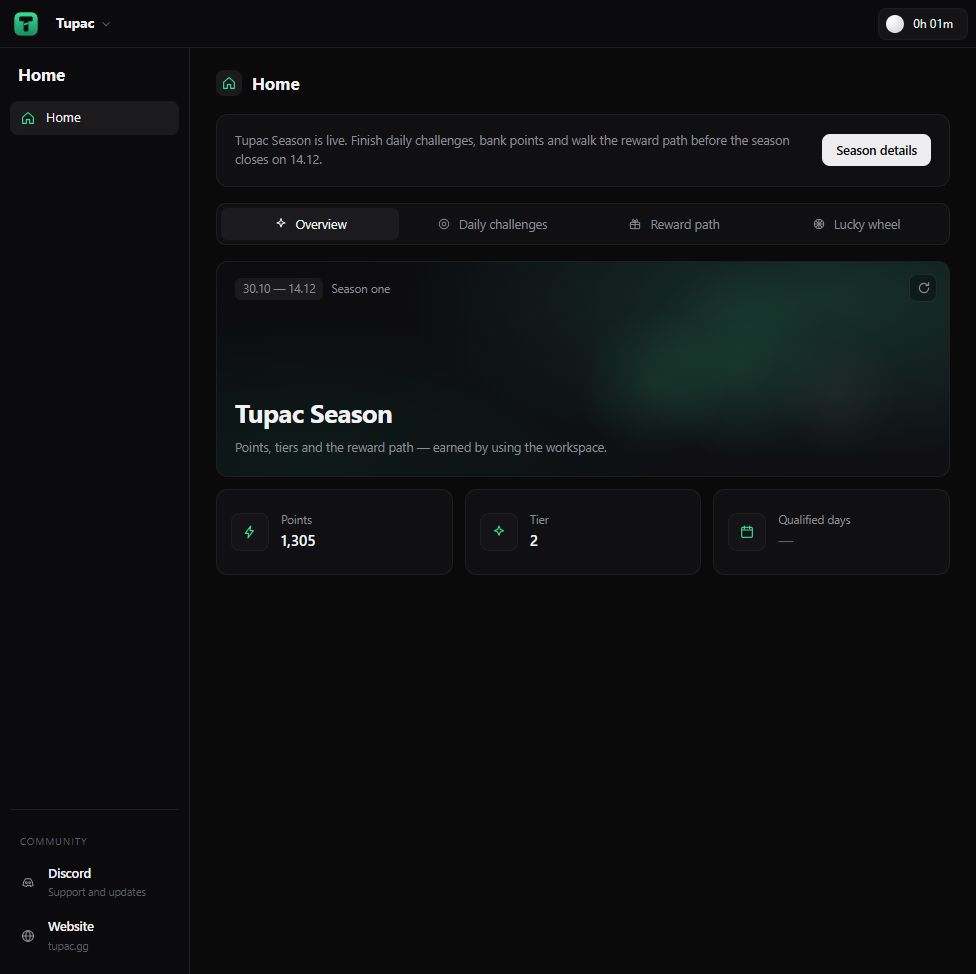 Tupac
0h 01m
Home
Home
Home
Tupac Season is live. Finish daily challenges, bank points and walk the reward path before the season
closes on 14.12.
Season details
Overview
Daily challenges
Reward path
Lucky wheel
30.10 — 14.12
Season one
Tupac Season
Points, tiers and the reward path — earned by using the workspace.
Points
1,305
Tier
2
Qualified days
—
COMMUNITY
Discord
Support and updates
Website
tupac.gg